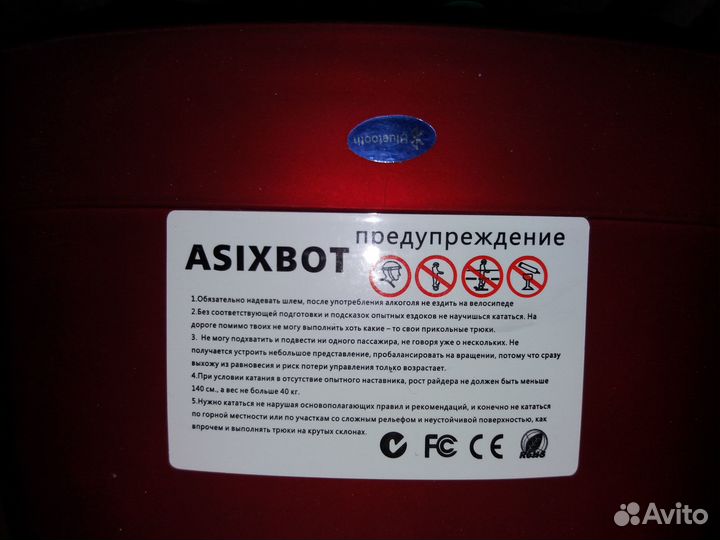 Bluetooth
ASIXBOT
предупреждение
1.Обязательно надевать шлем, после употребления алкоголя не ездить на велосипеде
2.Без соответствующей подготовки и подсказок опытных ездоков не научишься кататься. На
дороге помимо твоих не могу выполнить хоть какие – то свои прикольные трюки.
3. Не могу подхватить и подвести ни одного пассажира, не говоря уже о нескольких. Не
получается устроить небольшое представление, пробалансировать на вращении, потому что сразу
выхожу из равновесия и риск потери управления только возрастает.
4.При условии катания в отсутствие опытного наставника, рост райдера не должен быть меньше
140 см., а вес не больше 40 кг.
5.Нужно кататься не нарушая основополагающих правил и рекомендаций, и конечно не кататься
по горной местности или по участкам со сложным рельефом и неустойчивой поверхностью, как
впрочем и выполнять трюки на крутых склонах.
FC CE RoHS
Avito